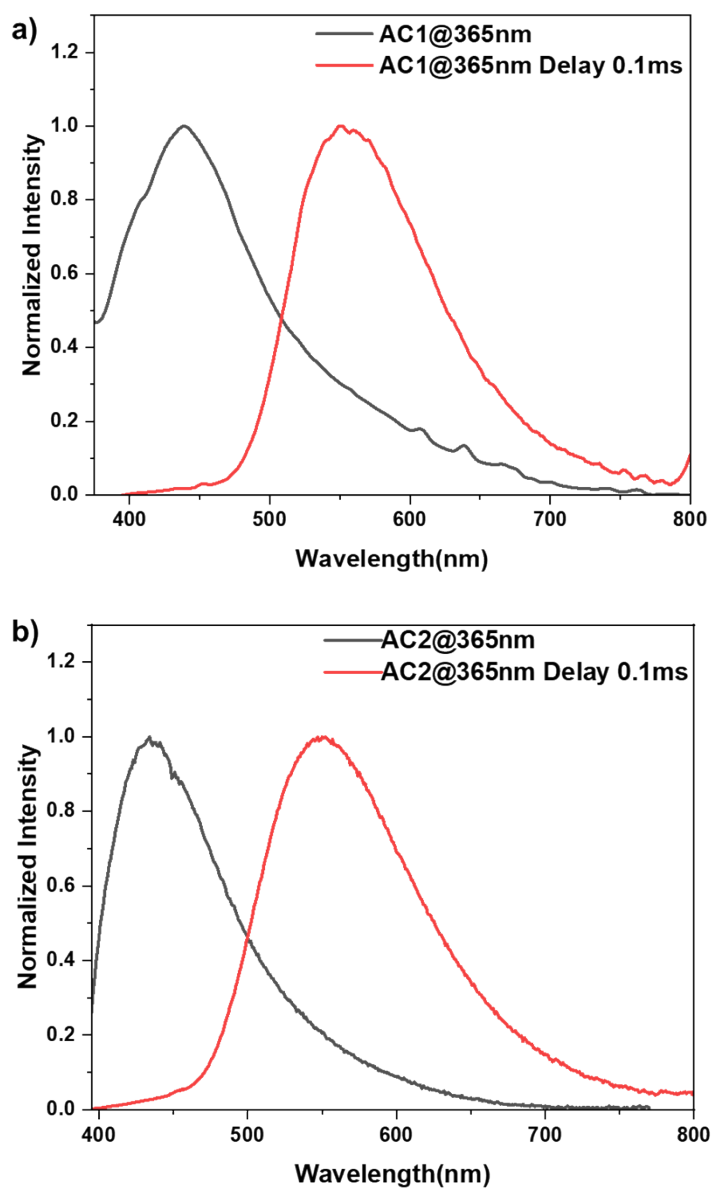 a)
AC1@365nm
AC1@365nm Delay 0.1ms
Normalized Intensity
1.2
1.0
0.8
0.6
0.4
0.2
0.0
400 500 600 700 800
Wavelength(nm)
b)
AC2@365nm
AC2@365nm Delay 0.1ms
Normalized Intensity
1.2
1.0
0.8
0.6
0.4
0.2
0.0
400 500 600 700 800
Wavelength(nm)